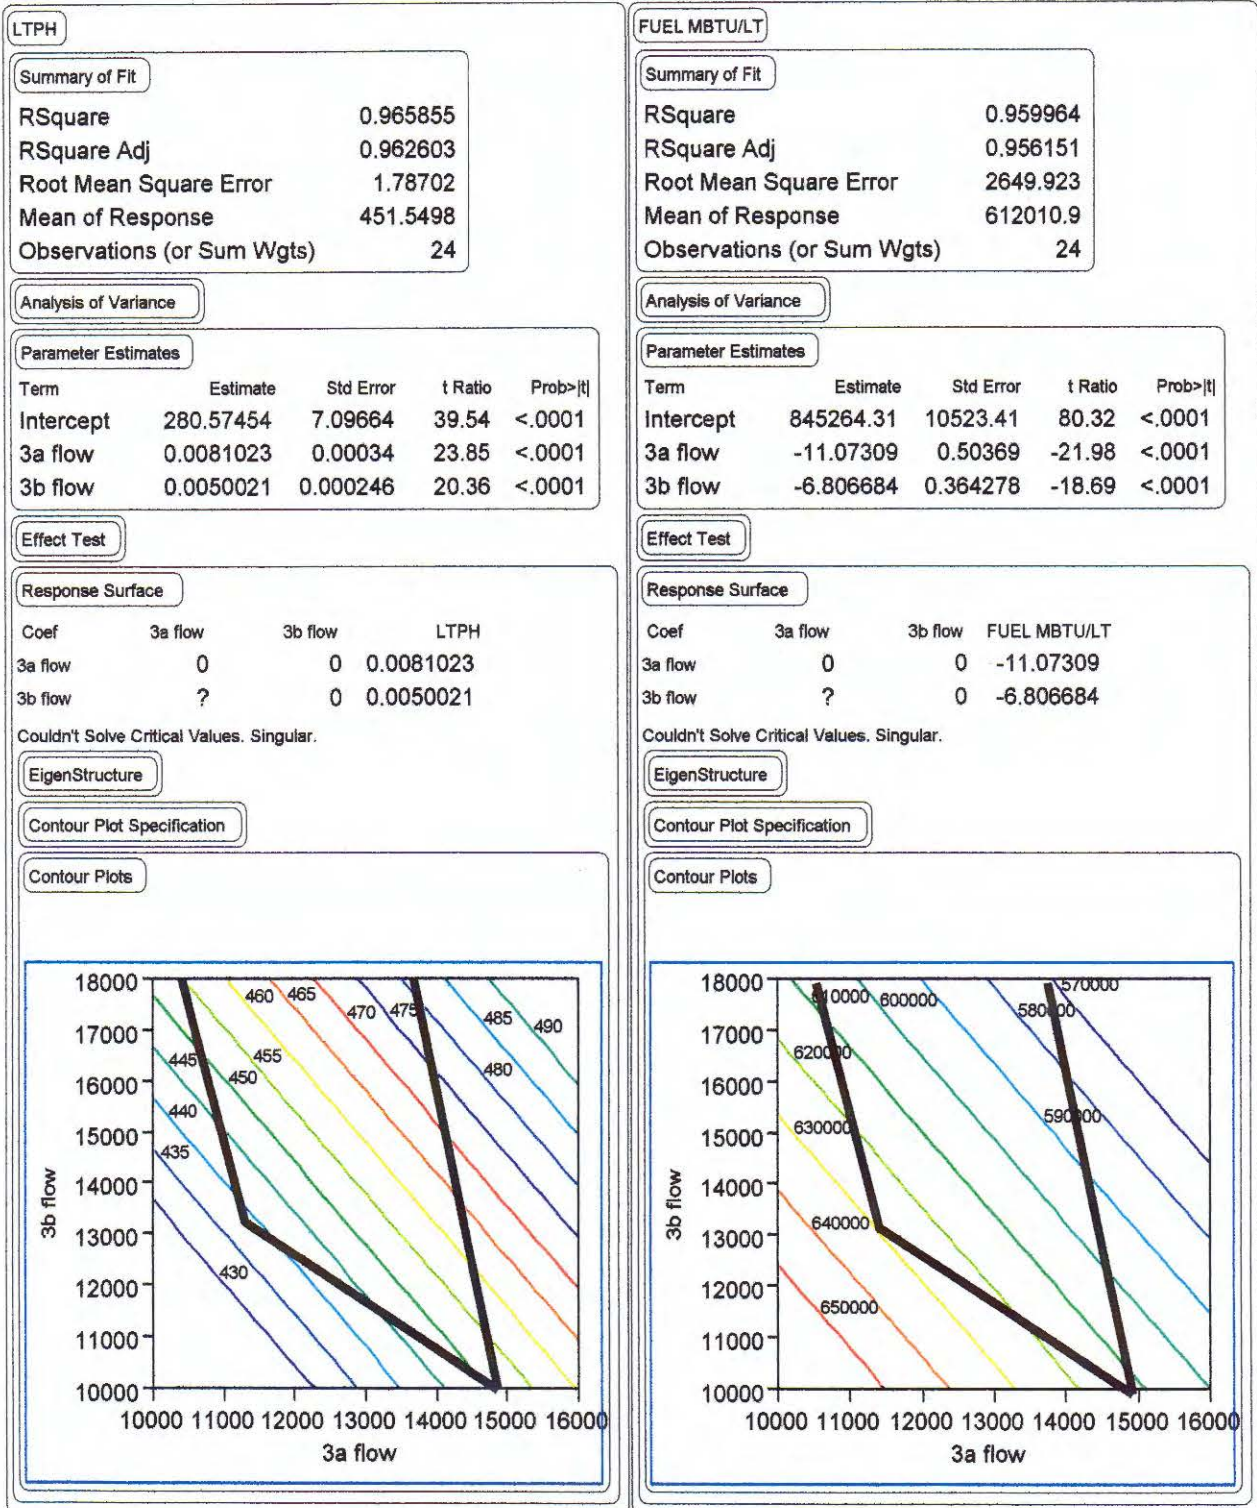 LTPH
Summary of Fit
RSquare 0.965855
RSquare Adj 0.962603
Root Mean Square Error 1.78702
Mean of Response 451.5498
Observations (or Sum Wgts) 24
Analysis of Variance
Parameter Estimates
Term Estimate Std Error t Ratio Prob>|t|
Intercept 280.57454 7.09664 39.54 <.0001
3a flow 0.0081023 0.00034 23.85 <.0001
3b flow 0.0050021 0.000246 20.36 <.0001
Effect Test
Response Surface
Coef 3a flow 3b flow LTPH
3a flow 0 0 0.0081023
3b flow ? 0 0.0050021
Couldn't Solve Critical Values. Singular.
EigenStructure
Contour Plot Specification
Contour Plots
18000
17000
16000
15000
14000
13000
12000
11000
10000
3b flow
460 465 470 475 485 490
445 455 450 480
440
435
430
10000 11000 12000 13000 14000 15000 16000
3a flow
FUEL MBTU/LT
Summary of Fit
RSquare 0.959964
RSquare Adj 0.956151
Root Mean Square Error 2649.923
Mean of Response 612010.9
Observations (or Sum Wgts) 24
Analysis of Variance
Parameter Estimates
Term Estimate Std Error t Ratio Prob>|t|
Intercept 845264.31 10523.41 80.32 <.0001
3a flow -11.07309 0.50369 -21.98 <.0001
3b flow -6.806684 0.364278 -18.69 <.0001
Effect Test
Response Surface
Coef 3a flow 3b flow FUEL MBTU/LT
3a flow 0 0 -11.07309
3b flow ? 0 -6.806684
Couldn't Solve Critical Values. Singular.
EigenStructure
Contour Plot Specification
Contour Plots
18000
17000
16000
15000
14000
13000
12000
11000
10000
3b flow
600000 570000
620000
630000 590000
640000
650000
10000 11000 12000 13000 14000 15000 16000
3a flow